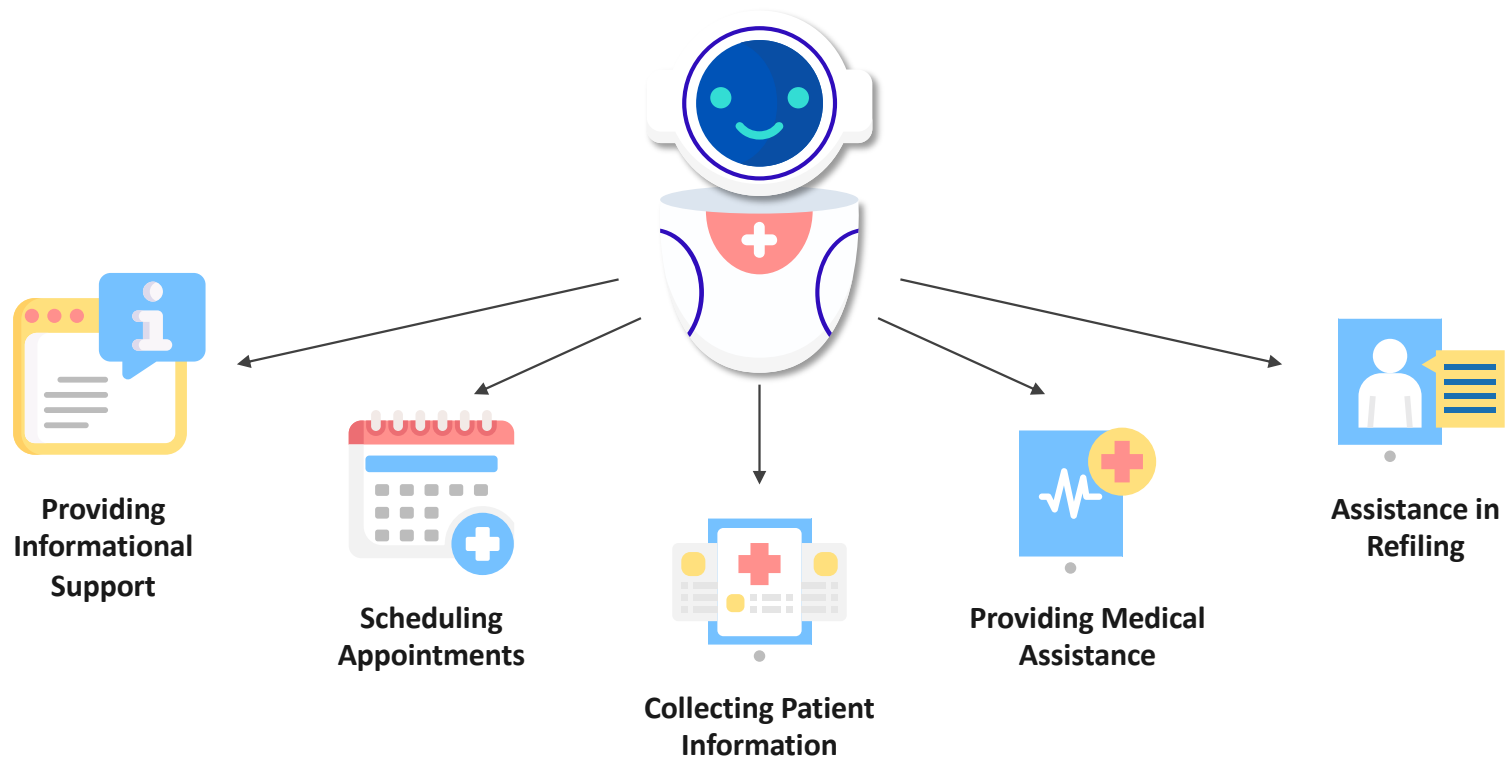 Providing
Informational
Support
Scheduling
Appointments
Collecting Patient
Information
Providing Medical
Assistance
Assistance in
Refiling